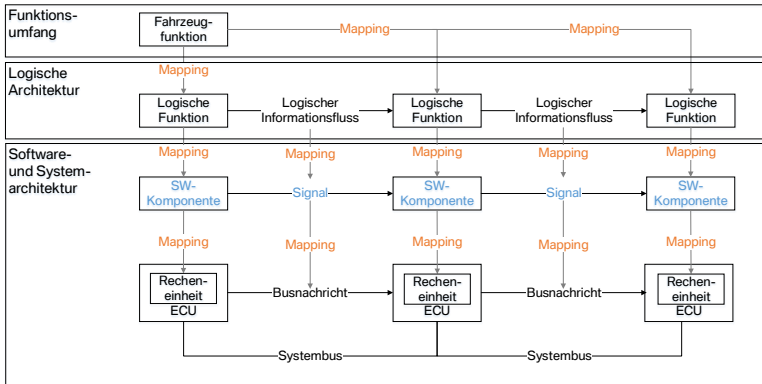 Funktions-
umfang
Fahrzeug-
funktion
Mapping
Mapping
Mapping
Logische
Architektur
Logische
Funktion
Logischer
Informationsfluss
Logische
Funktion
Logischer
Informationsfluss
Logische
Funktion
Software-
und System-
architektur
Mapping
Mapping
Mapping
Mapping
Mapping
SW-
Komponente
Signal
SW-
Komponente
Signal
SW-
Komponente
Mapping
Mapping
Mapping
Mapping
Mapping
Rechen-
einheit
ECU
Busnachricht
Rechen-
einheit
ECU
Busnachricht
Rechen-
einheit
ECU
Systembus
Systembus